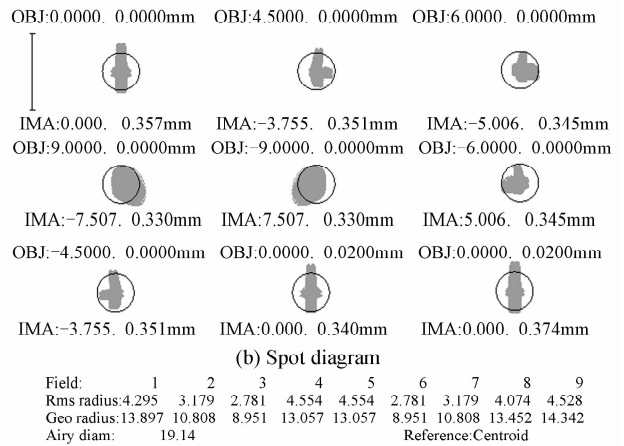 OBJ:0.0000. 0.0000mm OBJ:4.5000. 0.0000mm OBJ:6.0000. 0.0000mm
IMA:0.000. 0.357mm IMA:−3.755. 0.351mm IMA:−5.006. 0.345mm
OBJ:9.0000. 0.0000mm OBJ:−9.0000. 0.0000mm OBJ:−6.0000. 0.0000mm
IMA:−7.507. 0.330mm IMA:7.507. 0.330mm IMA:5.006. 0.345mm
OBJ:−4.5000. 0.0000mm OBJ:0.0000. 0.0200mm OBJ:0.0000. 0.0200mm
IMA:−3.755. 0.351mm IMA:0.000. 0.340mm IMA:0.000. 0.374mm
(b) Spot diagram
Field: 1 2 3 4 5 6 7 8 9
Rms radius:4.295 3.179 2.781 4.554 4.554 2.781 3.179 4.074 4.528
Geo radius:13.897 10.808 8.951 13.057 13.057 8.951 10.808 13.452 14.342
Airy diam: 19.14 Reference:Centroid